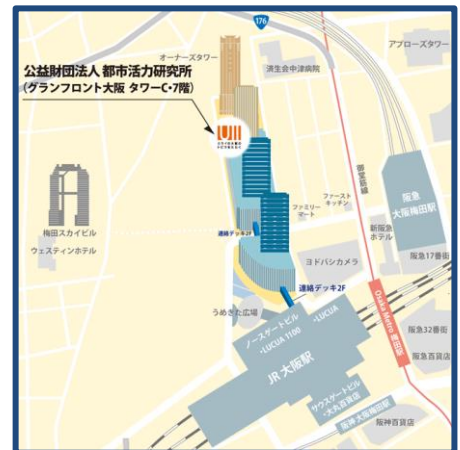 176
オーナーズタワー
アプローズタワー
公益財団法人 都市活力研究所
(グランフロント大阪 タワーC・7階)
済生会中津病院
UII
梅田スカイビル
ウェスティンホテル
連絡デッキ2F
ファミリー
マート
ファースト
キッチン
阪急
大阪梅田駅
新阪急
ホテル
ヨドバシカメラ
阪急17番街
連絡デッキ2F
うめきた広場
ノースゲートビル
・LUCUA 1100
・LUCUA
Osaka Metro 梅田駅
阪急32番街
阪急百貨店
JR 大阪駅
サウスゲートビル
・大丸百貨店
阪神 大阪梅田駅
阪神百貨店